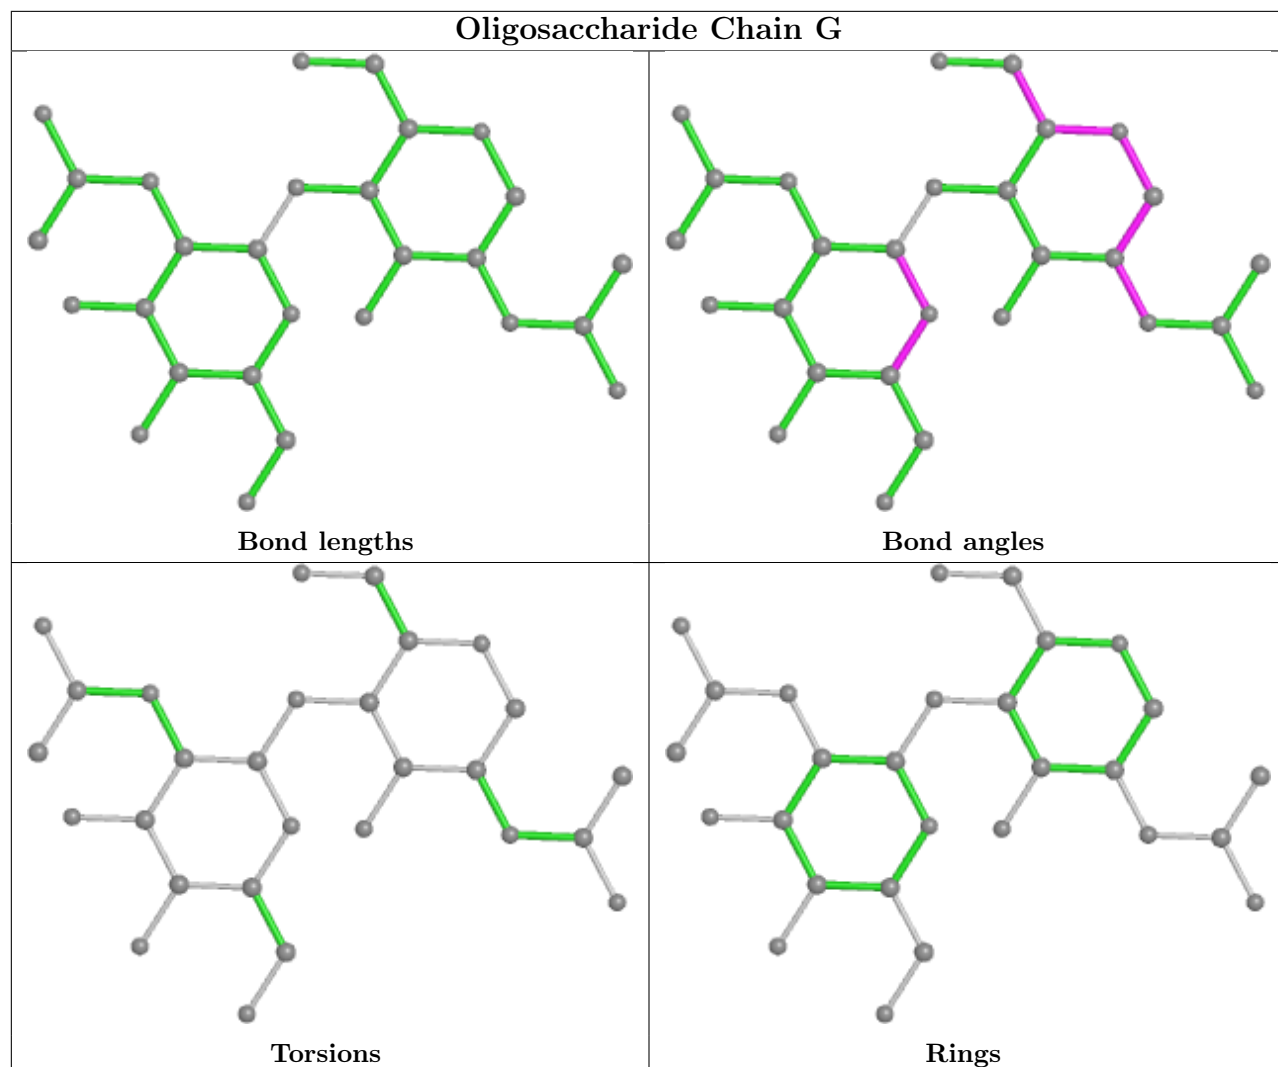 Oligosaccharide Chain G
Bond lengths
Bond angles
Torsions
Rings